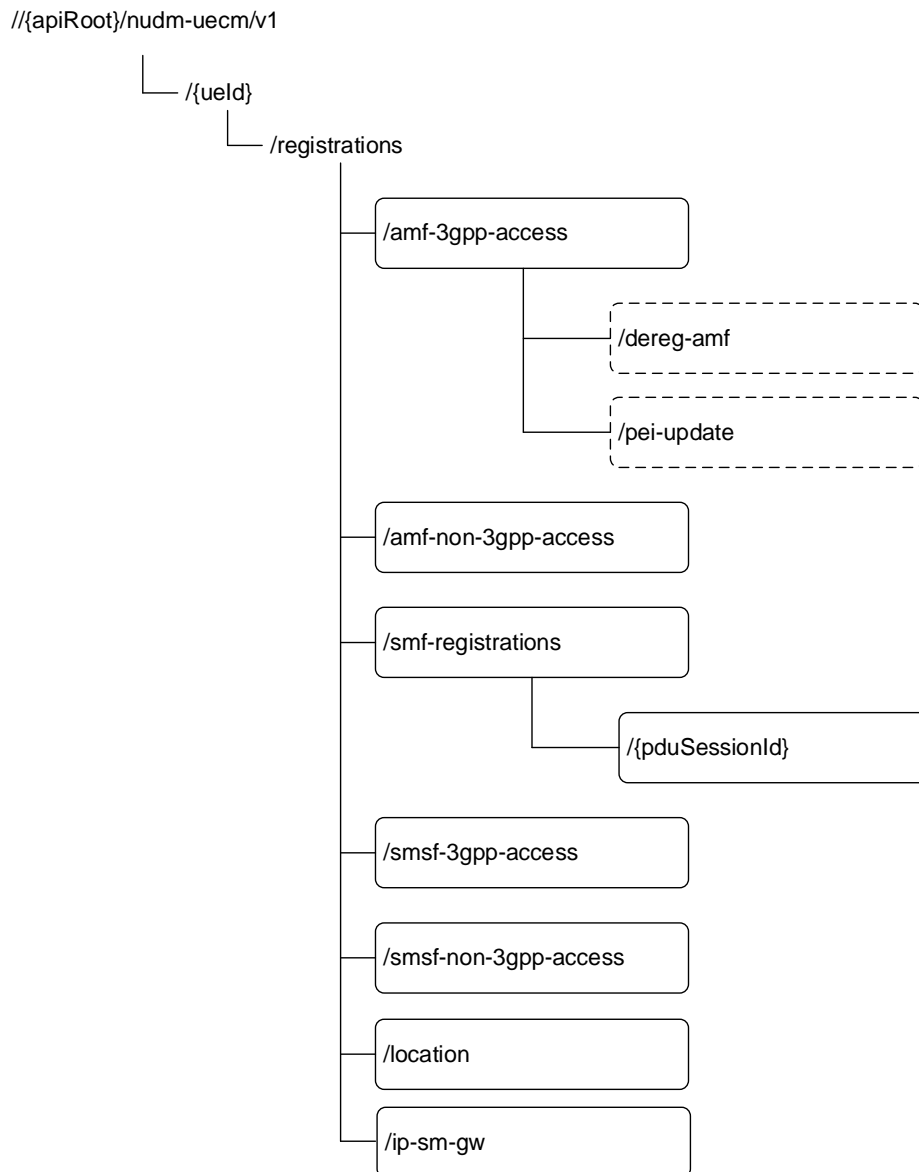 //{apiRoot}/nudm-uecm/v1
/{ueId}
/registrations
/amf-3gpp-access
/dereg-amf
/pei-update
/amf-non-3gpp-access
/smf-registrations
/{pduSessionId}
/smsf-3gpp-access
/smsf-non-3gpp-access
/location
/ip-sm-gw